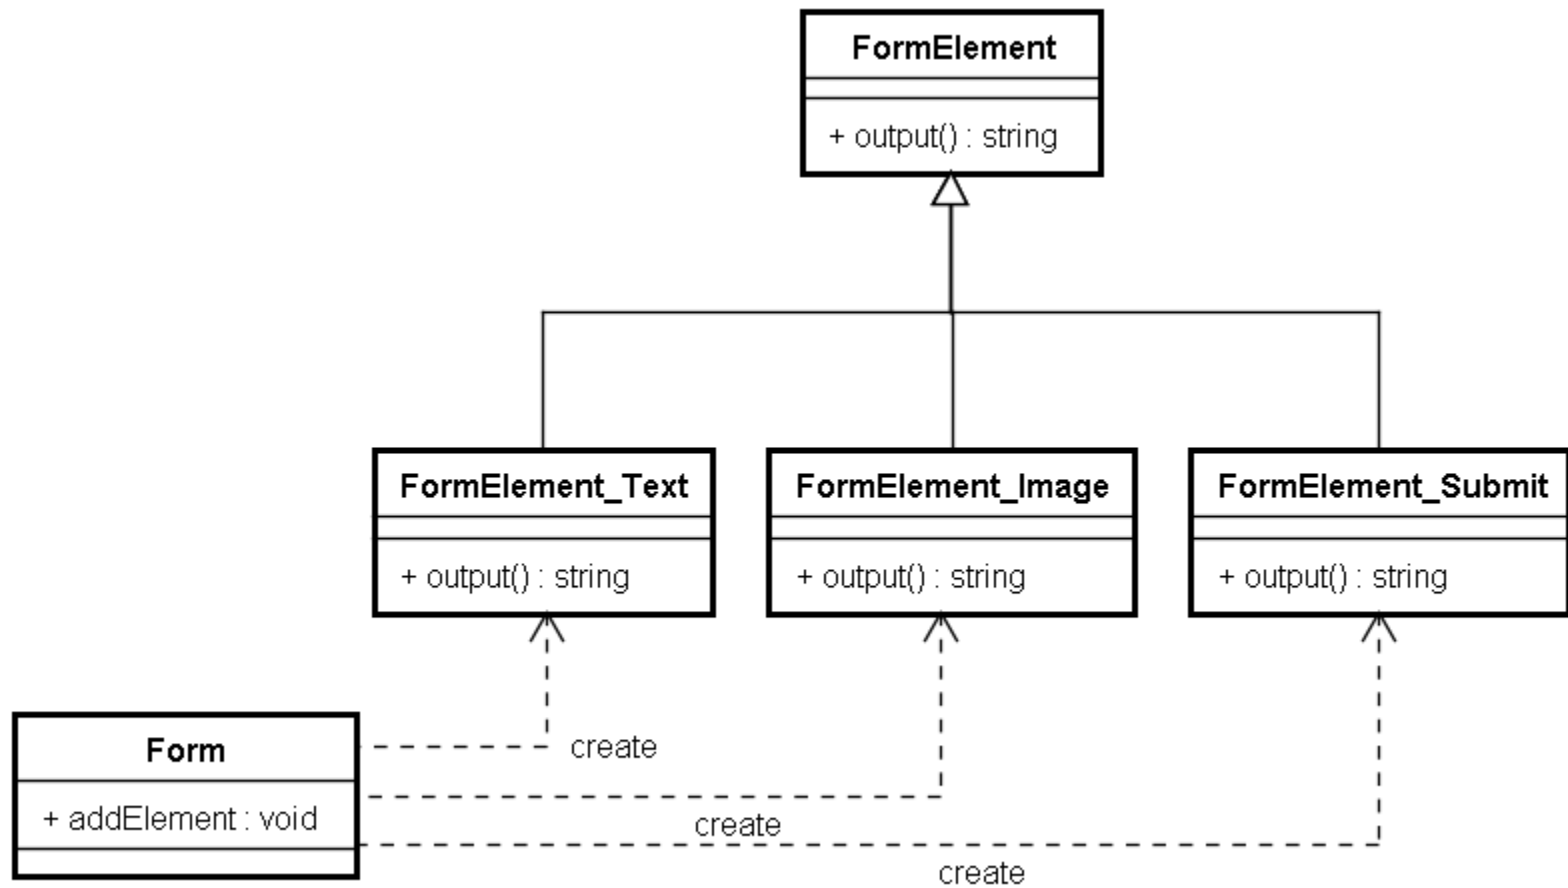 FormElement
+ output() : string
FormElement_Text
+ output() : string
FormElement_Image
+ output() : string
FormElement_Submit
+ output() : string
Form
+ addElement : void
create
create
create